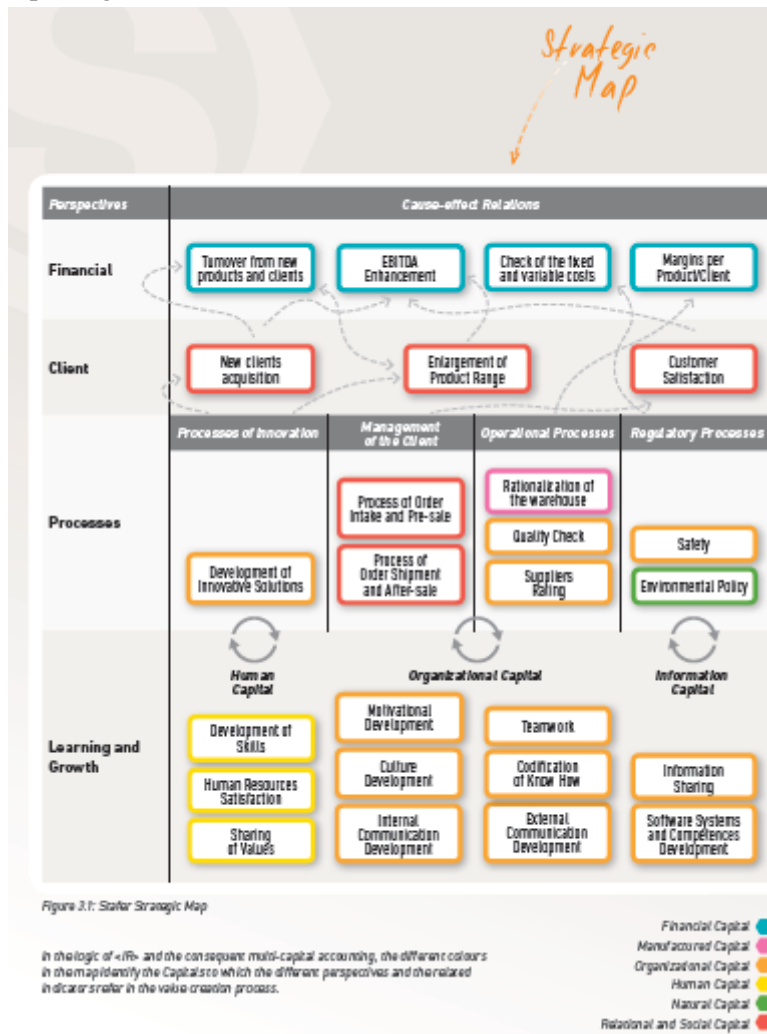 Strategic
Map
Perspectives
Cause-effect Relations
Financial
Turnover from new
products and clients
EBITDA
Enhancement
Check of the fixed
and variable costs
Margins per
Product/Client
Client
New clients
acquisition
Enlargement of
Product Range
Customer
Satisfaction
Processes of Innovation
Management
of the Client
Operational Processes
Regulatory Processes
Processes
Development of
Innovative Solutions
Process of Order
Intake and Pre-sale
Process of
Order Shipment
and After-sale
Rationalization of
the warehouse
Quality Check
Suppliers
Rating
Safety
Environmental Policy
Human
Capital
Organizational Capital
Information
Capital
Learning and
Growth
Development of
Skills
Human Resources
Satisfaction
Sharing
of Values
Motivational
Development
Culture
Development
Internal
Communication
Development
Teamwork
Codification
of Know How
External
Communication
Development
Information
Sharing
Software Systems
and Competences
Development
Figure 3.1: Stafer Strategic Map
In the logic of <IR> and the consequent multi-capital accounting, the different colours
in the map identify the Capitals to which the different perspectives and the related
indicators refer in the value creation process.
Financial Capital
Manufactured Capital
Organizational Capital
Human Capital
Natural Capital
Relational and Social Capital